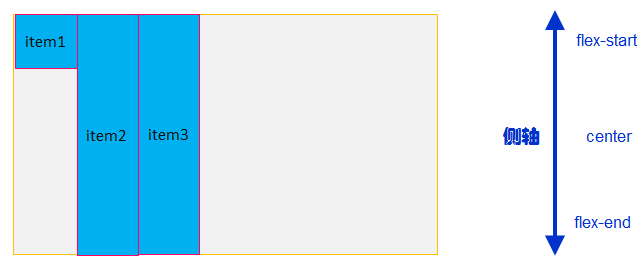 item1
item2
item3
flex-start
侧轴
center
flex-end